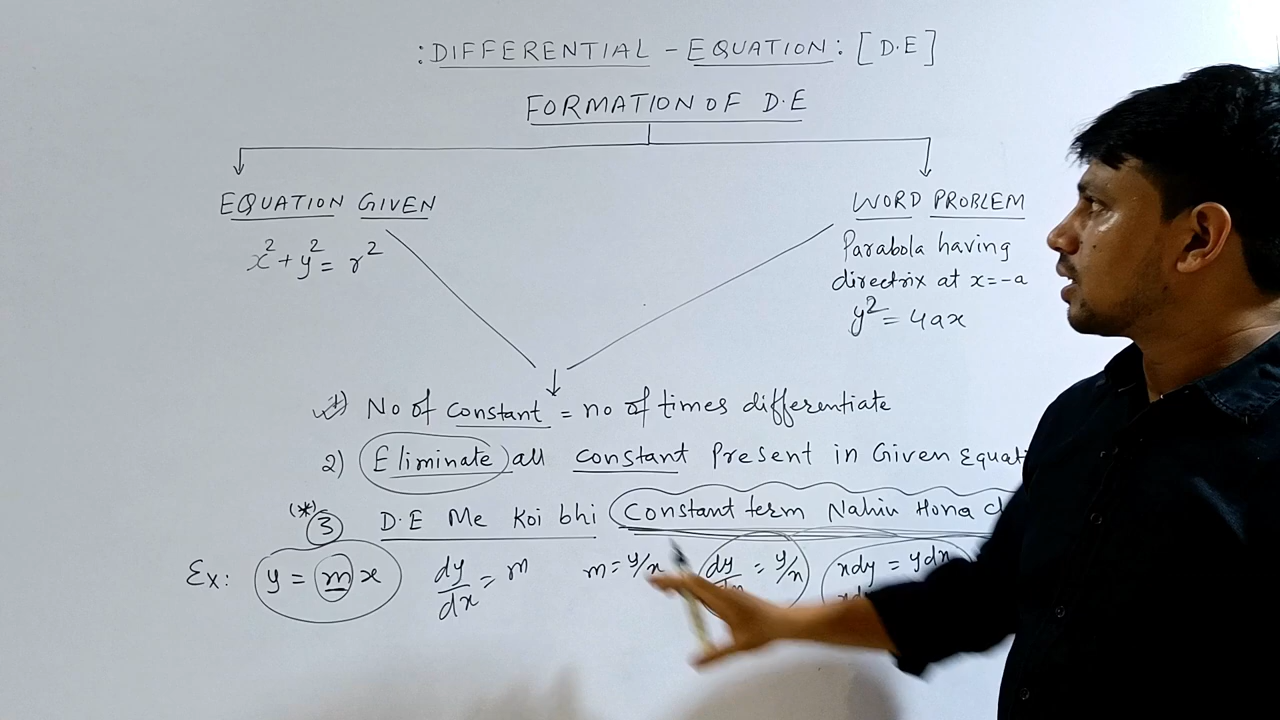 : DIFFERENTIAL - EQUATION : [D.E]
FORMATION OF D.E
EQUATION GIVEN
x² + y² = r²
WORD PROBLEM
Parabola having
directrix at x=-a
y² = 4ax
1) No of constant = no of times differentiate
2) Eliminate all constant Present in Given Equati
(*) 3 D.E Me Koi bhi Constant term Nahin Hona
Ex: y = mx dy/dx = m m = y/x dy/dx = y/x xdy = ydx